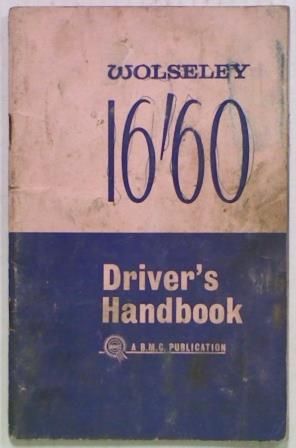 WOLSELEY
16/60
Driver's
Handbook
A B.M.C. PUBLICATION